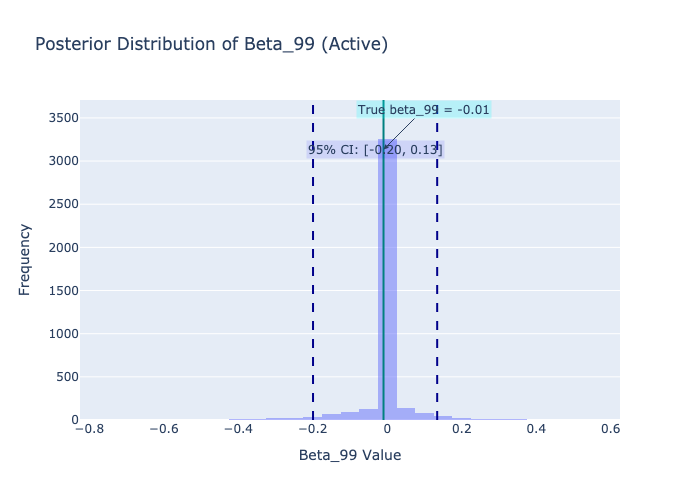 Posterior Distribution of Beta_99 (Active)
True beta_99 = -0.01
95% CI: [-0.20, 0.13]
3500
3000
2500
2000
1500
1000
500
0
Frequency
−0.8 −0.6 −0.4 −0.2 0 0.2 0.4 0.6
Beta_99 Value